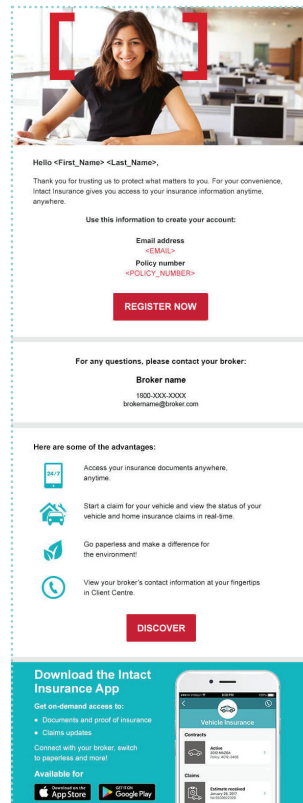 Hello <First_Name> <Last_Name>,
Thank you for trusting us to protect what matters to you. For your convenience,
Intact Insurance gives you access to your insurance information anytime,
anywhere.
Use this information to create your account:
Email address
<EMAIL>
Policy number
<POLICY_NUMBER>
REGISTER NOW
For any questions, please contact your broker:
Broker name
1800-XXX-XXXX
brokername@broker.com
Here are some of the advantages:
24/7
Access your insurance documents anywhere,
anytime.
Start a claim for your vehicle and view the status of your
vehicle and home insurance claims in real-time.
Go paperless and make a difference for
the environment!
View your broker's contact information at your fingertips
in Client Centre.
DISCOVER
Download the Intact
Insurance App
Get on-demand access to:
• Documents and proof of insurance
• Claims updates
Connect with your broker, switch
to paperless and more!
Available for
Download on the
App Store
GET IT ON
Google Play
Vehicle Insurance
Contracts
Active
2012 MAZDA
Claims
Estimate received
January 26, 2017